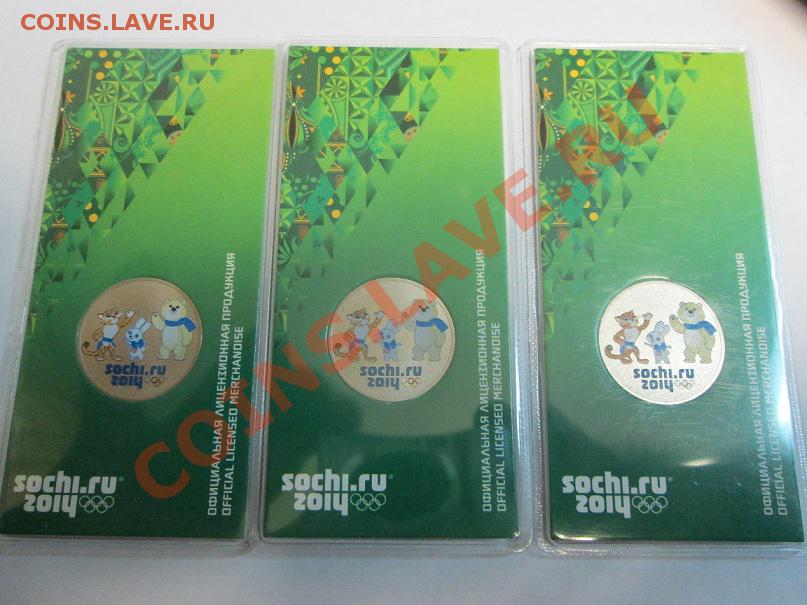 COINS.LAVE.RU
COINS.LAVE.RU
sochi.ru
2014
sochi.ru
2014
ОФИЦИАЛЬНАЯ ЛИЦЕНЗИОННАЯ ПРОДУКЦИЯ
OFFICIAL LICENSED MERCHANDISE
sochi.ru
2014
sochi.ru
2014
ОФИЦИАЛЬНАЯ ЛИЦЕНЗИОННАЯ ПРОДУКЦИЯ
OFFICIAL LICENSED MERCHANDISE
sochi.ru
2014
sochi.ru
2014
ОФИЦИАЛЬНАЯ ЛИЦЕНЗИОННАЯ ПРОДУКЦИЯ
OFFICIAL LICENSED MERCHANDISE